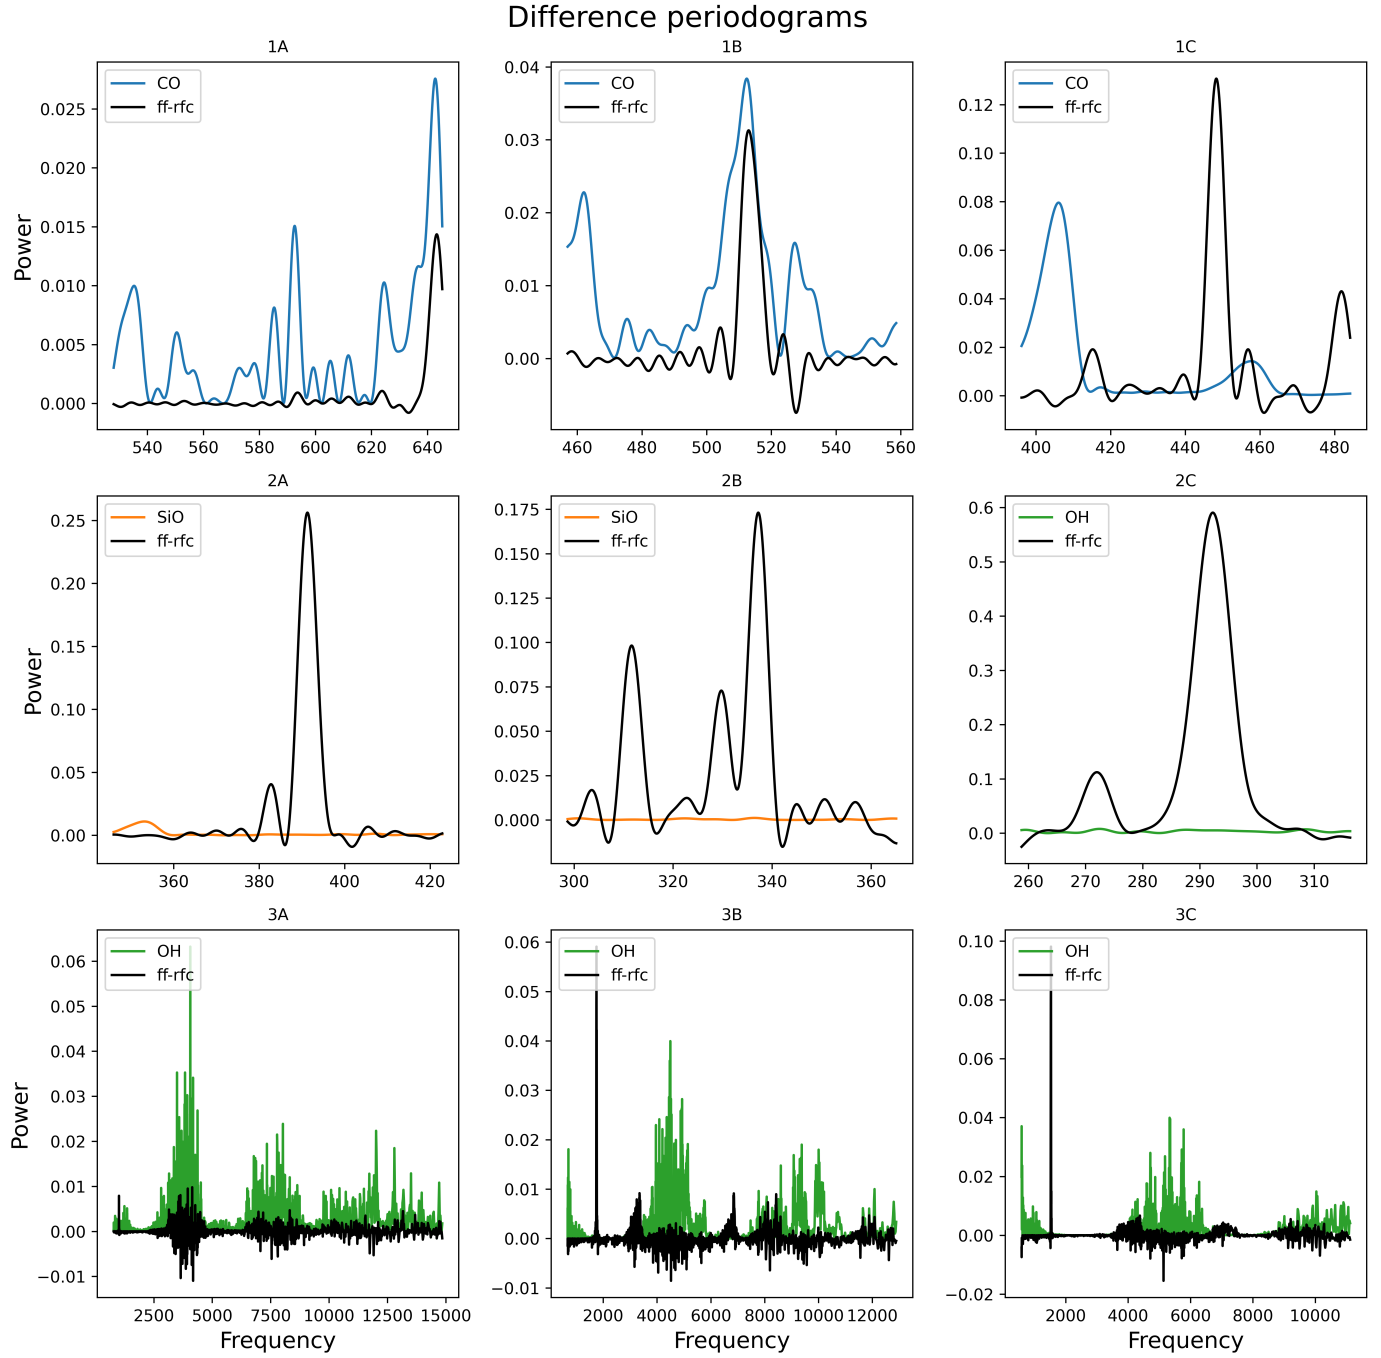 Difference periodograms
1A
CO
ff-rfc
0.025
0.020
0.015
0.010
0.005
0.000
Power
540 560 580 600 620 640
1B
CO
ff-rfc
0.04
0.03
0.02
0.01
0.00
460 480 500 520 540 560
1C
CO
ff-rfc
0.12
0.10
0.08
0.06
0.04
0.02
0.00
400 420 440 460 480
2A
SiO
ff-rfc
0.25
0.20
0.15
0.10
0.05
0.00
Power
360 380 400 420
2B
SiO
ff-rfc
0.175
0.150
0.125
0.100
0.075
0.050
0.025
0.000
300 320 340 360
2C
OH
ff-rfc
0.6
0.5
0.4
0.3
0.2
0.1
0.0
260 270 280 290 300 310
3A
OH
ff-rfc
0.06
0.05
0.04
0.03
0.02
0.01
0.00
−0.01
Power
2500 5000 7500 10000 12500 15000
Frequency
3B
OH
ff-rfc
0.06
0.05
0.04
0.03
0.02
0.01
0.00
−0.01
2000 4000 6000 8000 10000 12000
Frequency
3C
OH
ff-rfc
0.10
0.08
0.06
0.04
0.02
0.00
−0.02
2000 4000 6000 8000 10000
Frequency